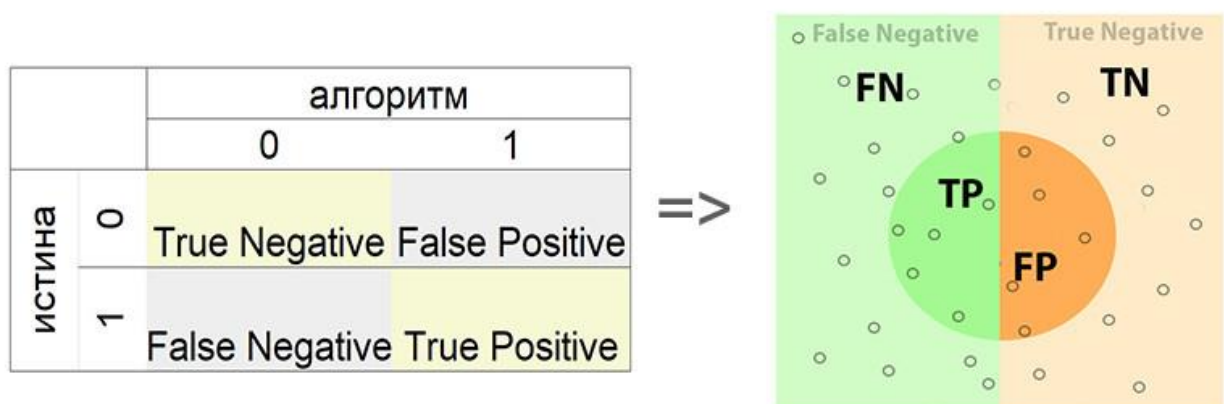 алгоритм
0 1
истина
0
True Negative False Positive
1
False Negative True Positive
=>
False Negative True Negative
FN TN
TP
FP